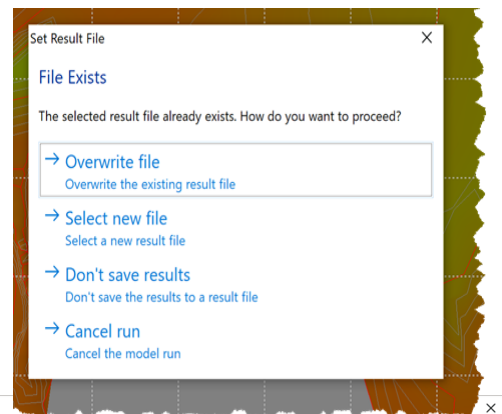 Set Result File
File Exists
The selected result file already exists. How do you want to proceed?
→ Overwrite file
Overwrite the existing result file
→ Select new file
Select a new result file
→ Don't save results
Don't save the results to a result file
→ Cancel run
Cancel the model run